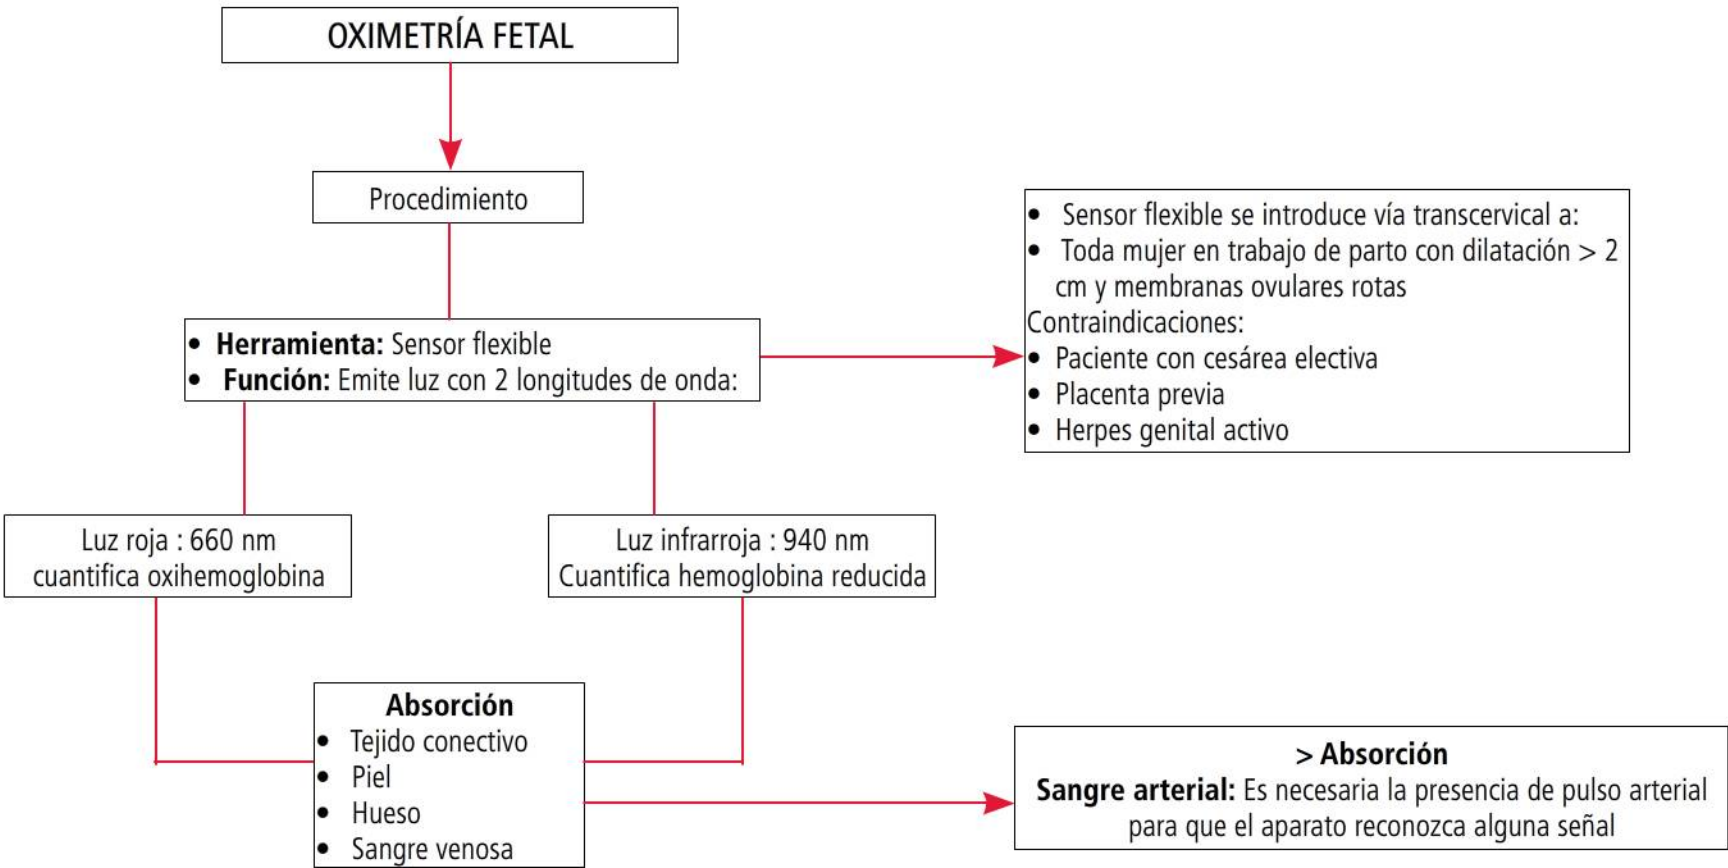 OXIMETRÍA FETAL
Procedimiento
• Herramienta: Sensor flexible
• Función: Emite luz con 2 longitudes de onda:
• Sensor flexible se introduce vía transcervical a:
• Toda mujer en trabajo de parto con dilatación > 2
cm y membranas ovulares rotas
Contraindicaciones:
• Paciente con cesárea electiva
• Placenta previa
• Herpes genital activo
Luz roja : 660 nm
cuantifica oxihemoglobina
Luz infrarroja : 940 nm
Cuantifica hemoglobina reducida
Absorción
• Tejido conectivo
• Piel
• Hueso
• Sangre venosa
> Absorción
Sangre arterial: Es necesaria la presencia de pulso arterial
para que el aparato reconozca alguna señal